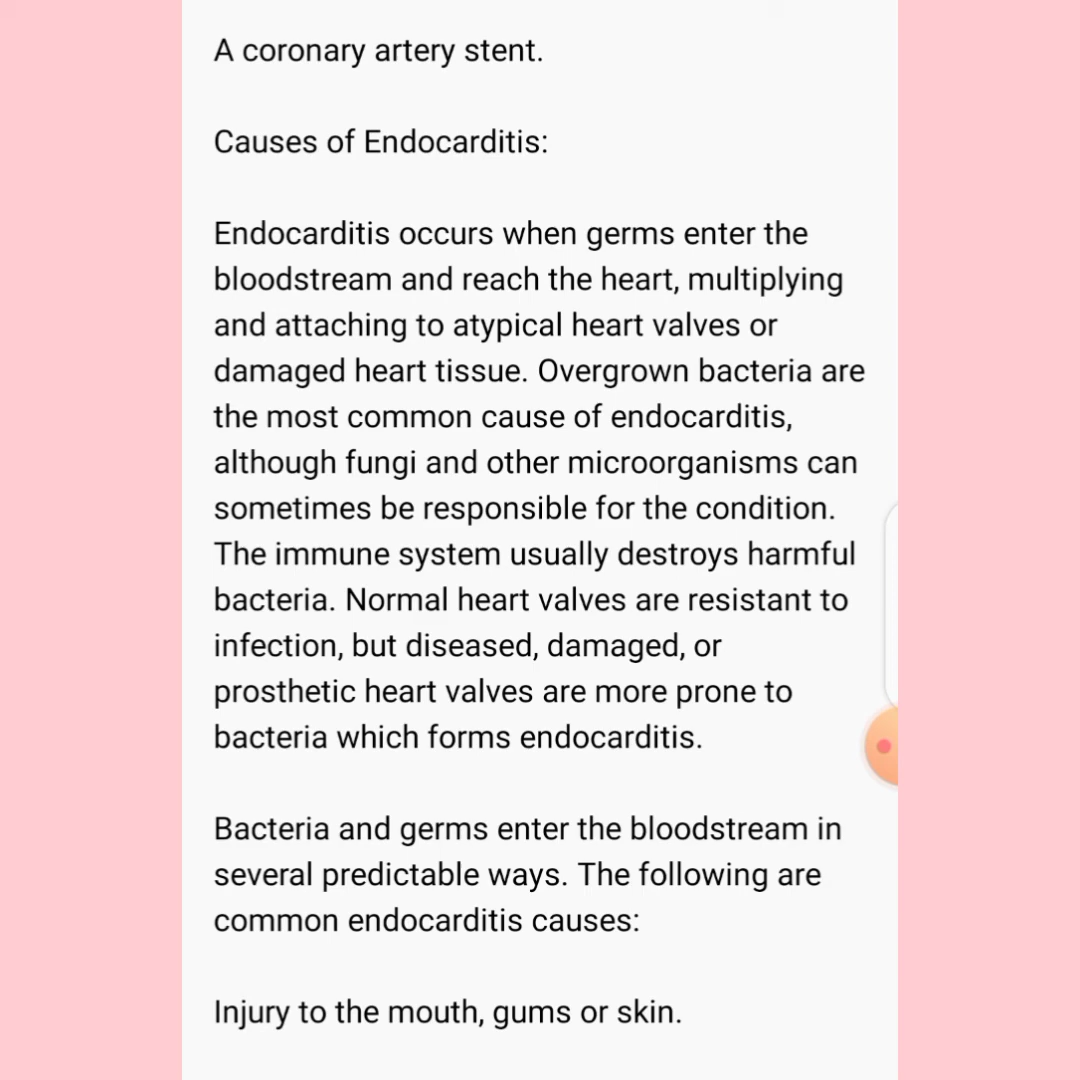 A coronary artery stent.
Causes of Endocarditis:
Endocarditis occurs when germs enter the
bloodstream and reach the heart, multiplying
and attaching to atypical heart valves or
damaged heart tissue. Overgrown bacteria are
the most common cause of endocarditis,
although fungi and other microorganisms can
sometimes be responsible for the condition.
The immune system usually destroys harmful
bacteria. Normal heart valves are resistant to
infection, but diseased, damaged, or
prosthetic heart valves are more prone to
bacteria which forms endocarditis.
Bacteria and germs enter the bloodstream in
several predictable ways. The following are
common endocarditis causes:
Injury to the mouth, gums or skin.